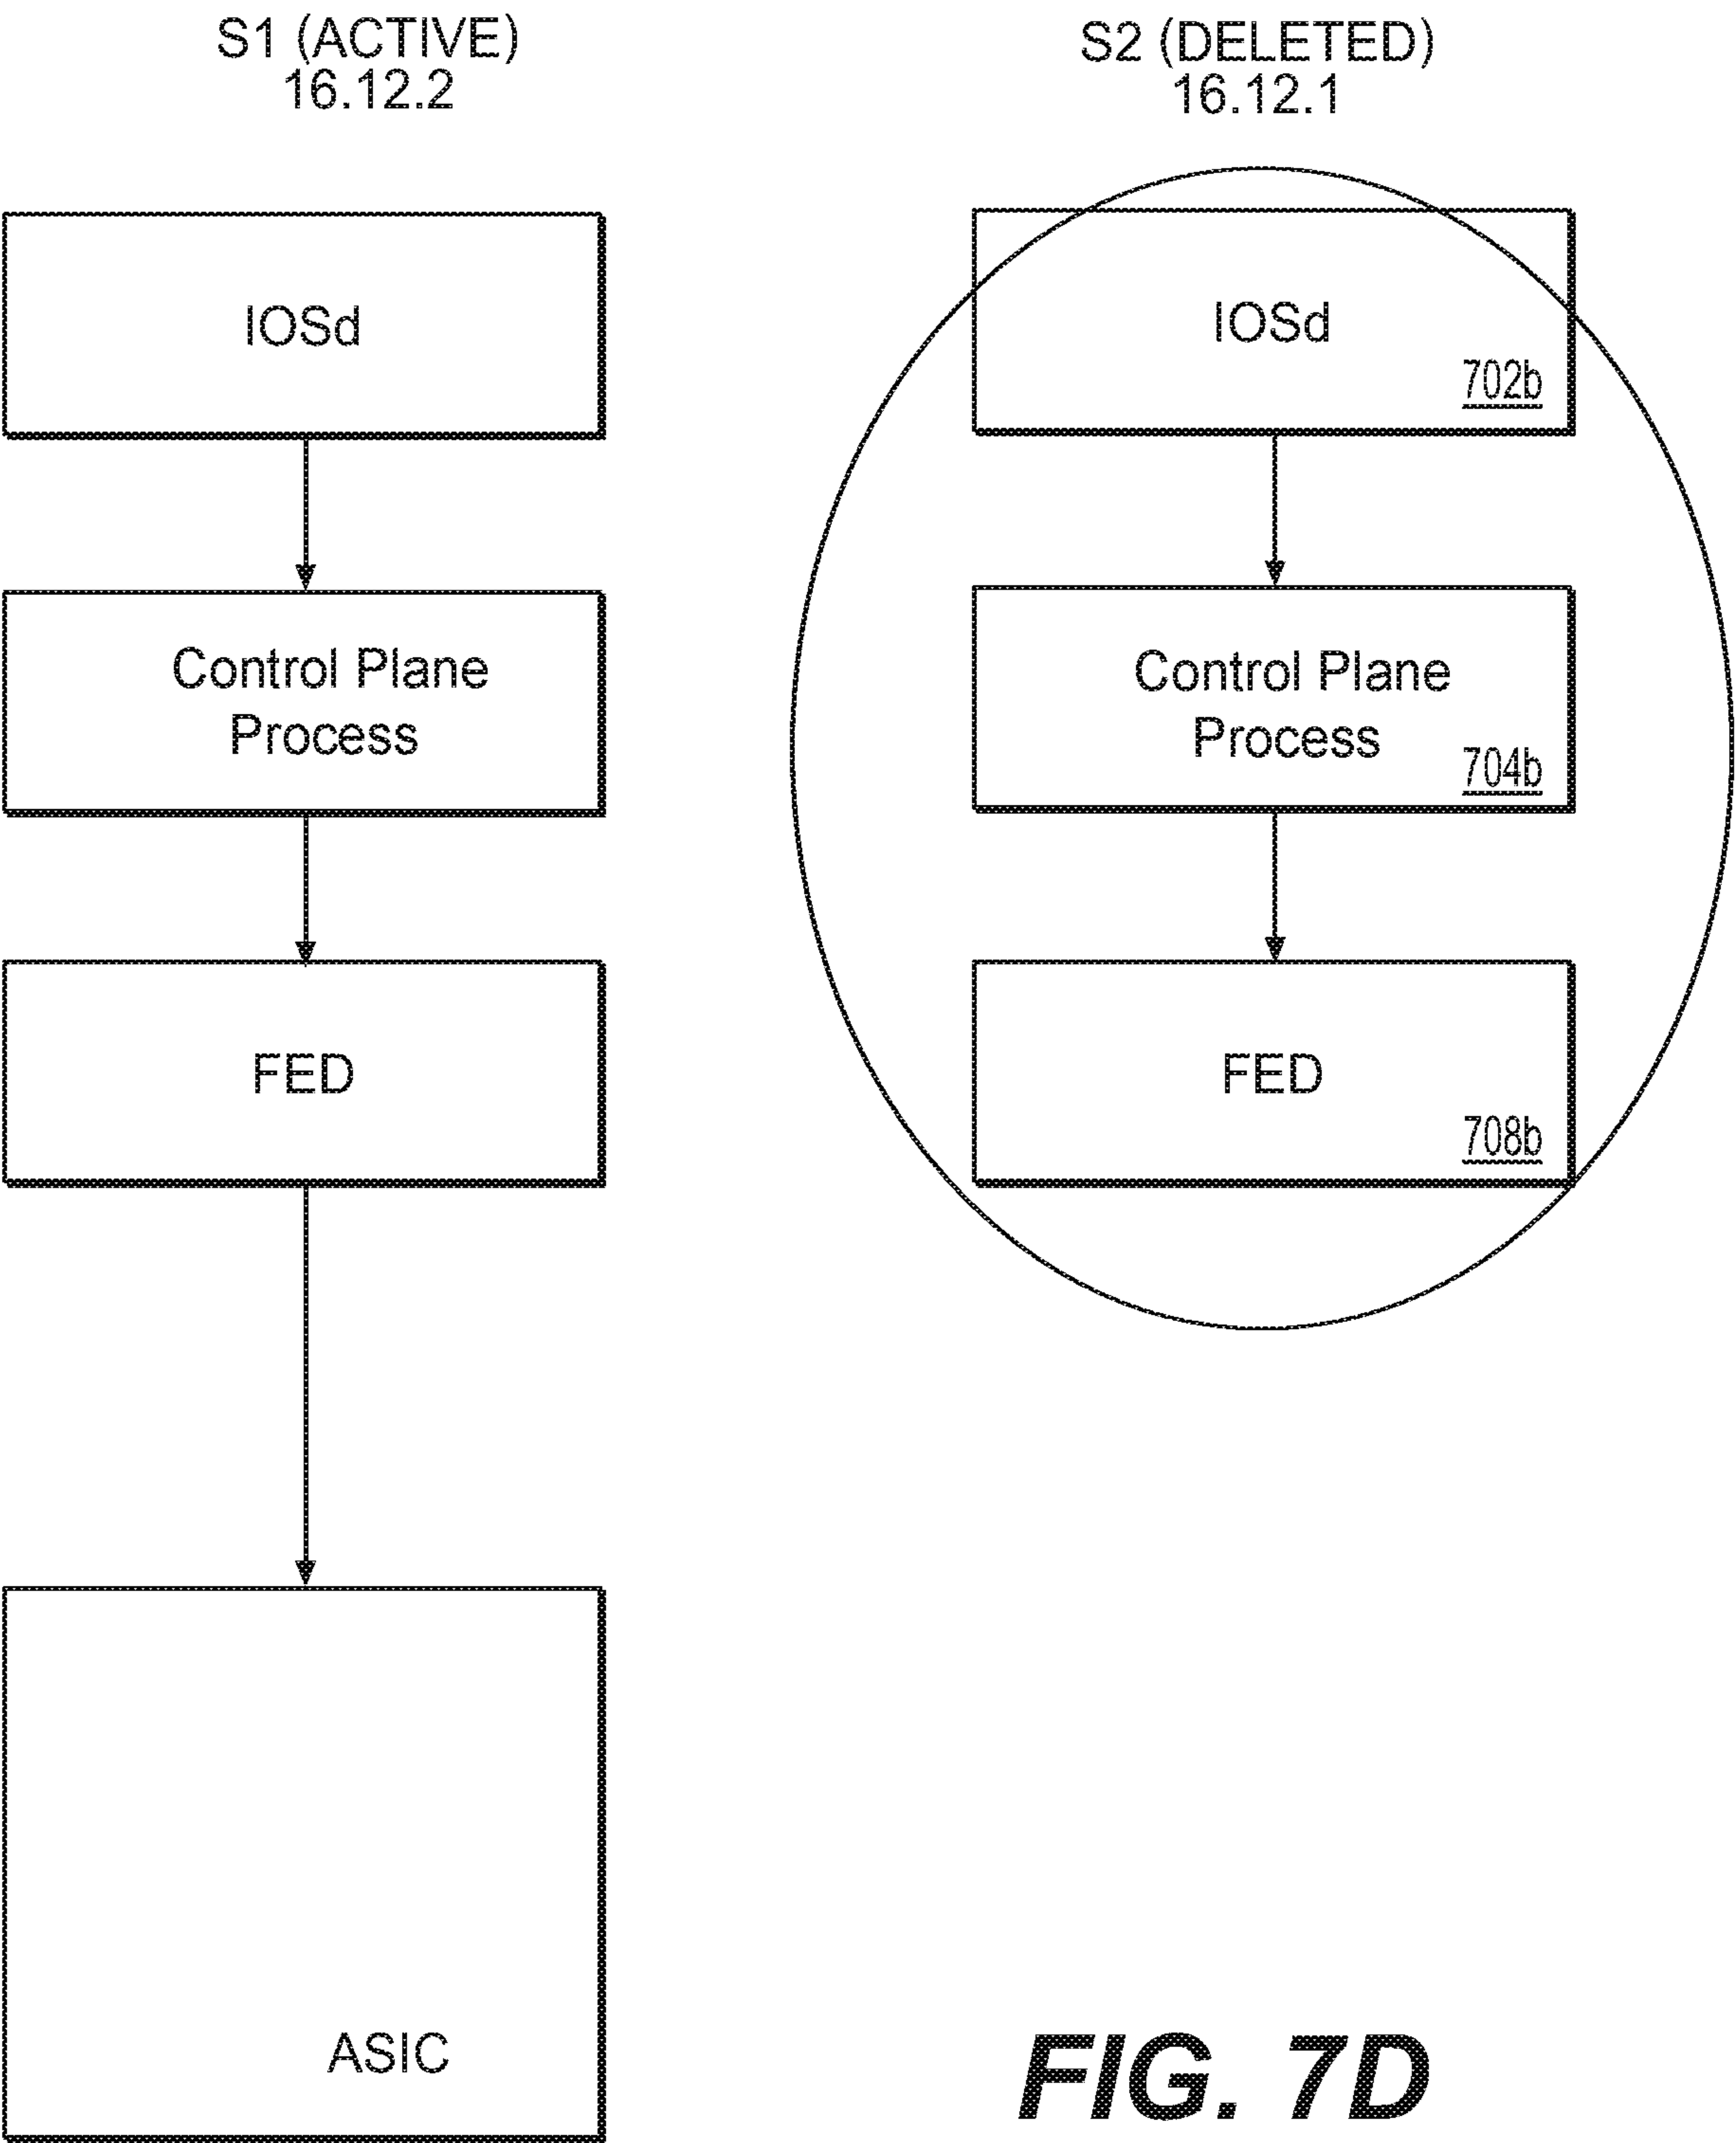 S1 (ACTIVE)
16.12.2
IOSd
Control Plane
Process
FED
ASIC
S2 (DELETED)
16.12.1
IOSd
702b
Control Plane
Process
704b
FED
708b
FIG. 7D